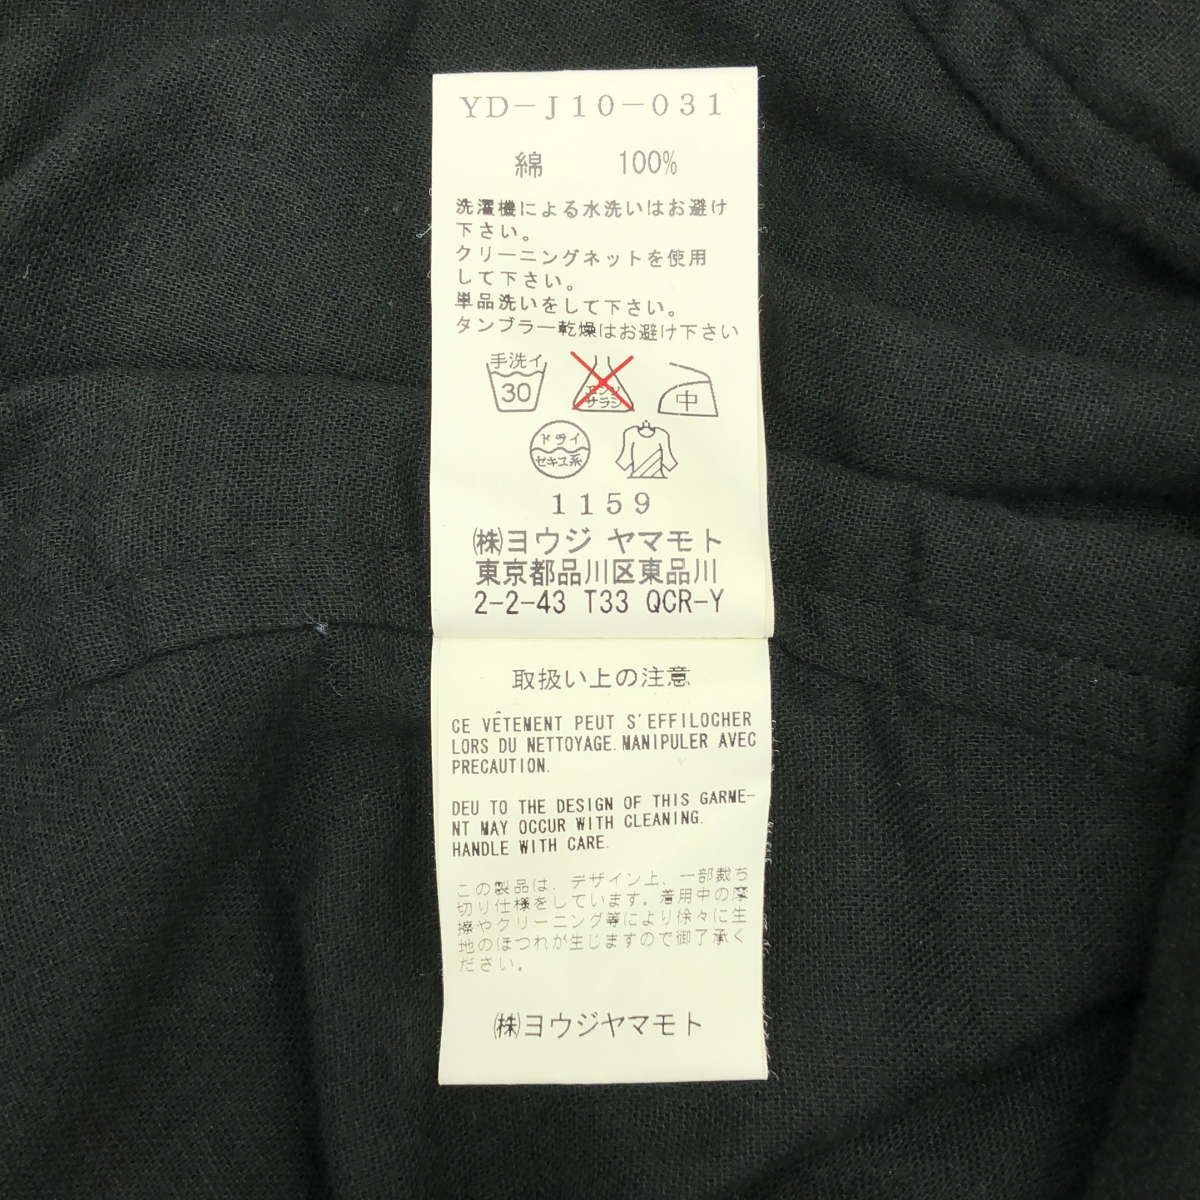 YD-J10-031
綿 100%
洗濯機による水洗いはお避け
下さい。
クリーニングネットを使用
して下さい。
単品洗いをして下さい。
タンブラー乾燥はお避け下さい
手洗イ
30
エンソ
サラシ
中
ドライ
セキユ系
1159
㈱ヨウジ ヤマモト
東京都品川区東品川
2-2-43 T33 QCR-Y
取扱い上の注意
CE VÊTEMENT PEUT S'EFFILOCHER
LORS DU NETTOYAGE. MANIPULER AVEC
PRECAUTION.
DEU TO THE DESIGN OF THIS GARME-
NT MAY OCCUR WITH CLEANING.
HANDLE WITH CARE.
この製品は、デザイン上、一部裁ち
切り仕様をしています。着用中の摩
擦やクリーニング等により徐々に生
地のほつれが生じますので御了承く
ださい。
㈱ヨウジヤマモト